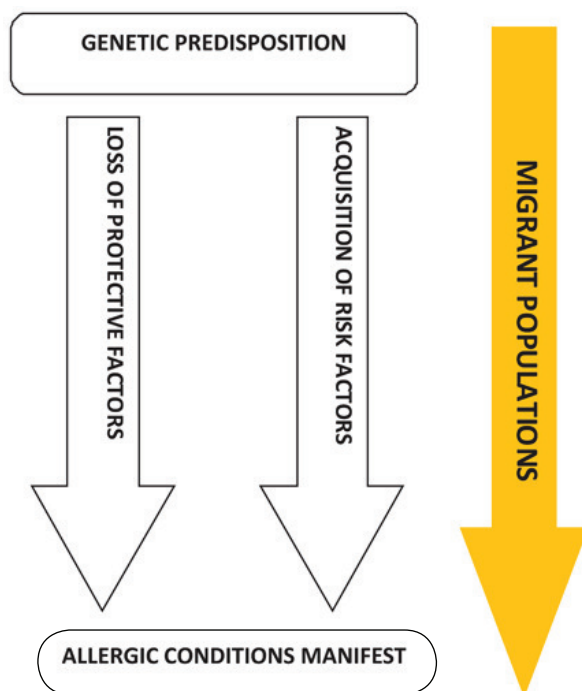 GENETIC PREDISPOSITION
LOSS OF PROTECTIVE FACTORS
ACQUISITION OF RISK FACTORS
MIGRANT POPULATIONS
ALLERGIC CONDITIONS MANIFEST